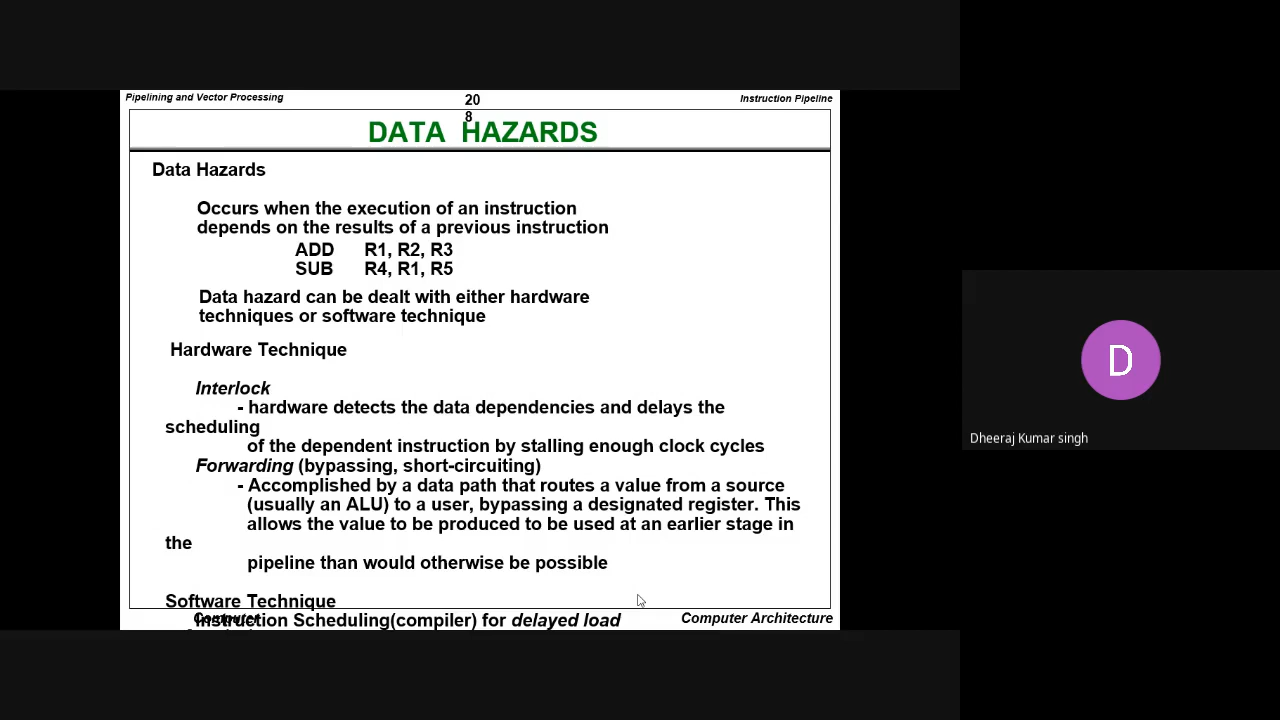 Pipelining and Vector Processing
20
8
Instruction Pipeline
DATA HAZARDS
Data Hazards
Occurs when the execution of an instruction
depends on the results of a previous instruction
ADD R1, R2, R3
SUB R4, R1, R5
Data hazard can be dealt with either hardware
techniques or software technique
Hardware Technique
Interlock
- hardware detects the data dependencies and delays the
scheduling
of the dependent instruction by stalling enough clock cycles
Forwarding (bypassing, short-circuiting)
- Accomplished by a data path that routes a value from a source
(usually an ALU) to a user, bypassing a designated register. This
allows the value to be produced to be used at an earlier stage in
the
pipeline than would otherwise be possible
Software Technique
Instruction Scheduling(compiler) for delayed load
Computer
Computer Architecture
D
Dheeraj Kumar singh